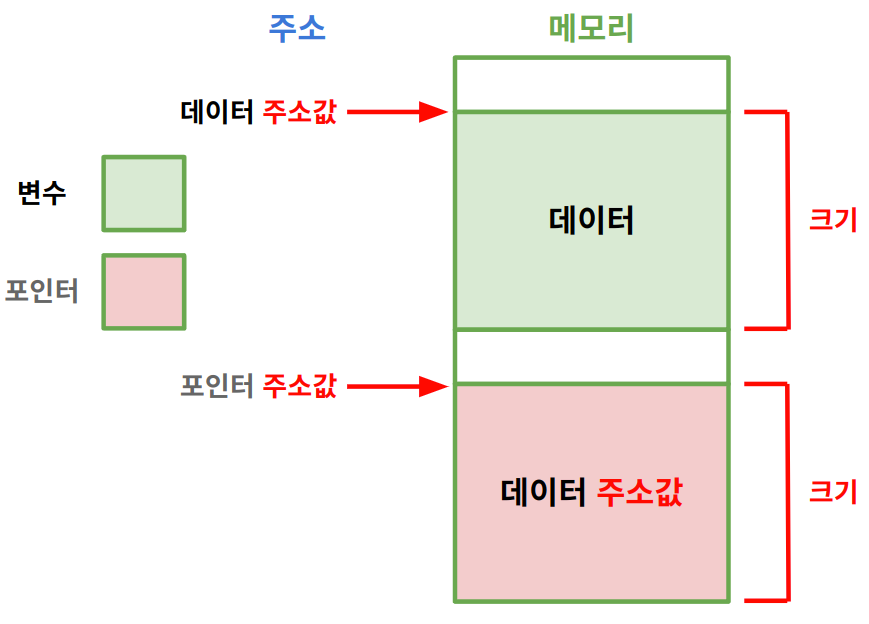 주소
메모리
데이터 주소값
변수
데이터
크기
포인터
포인터 주소값
데이터 주소값
크기